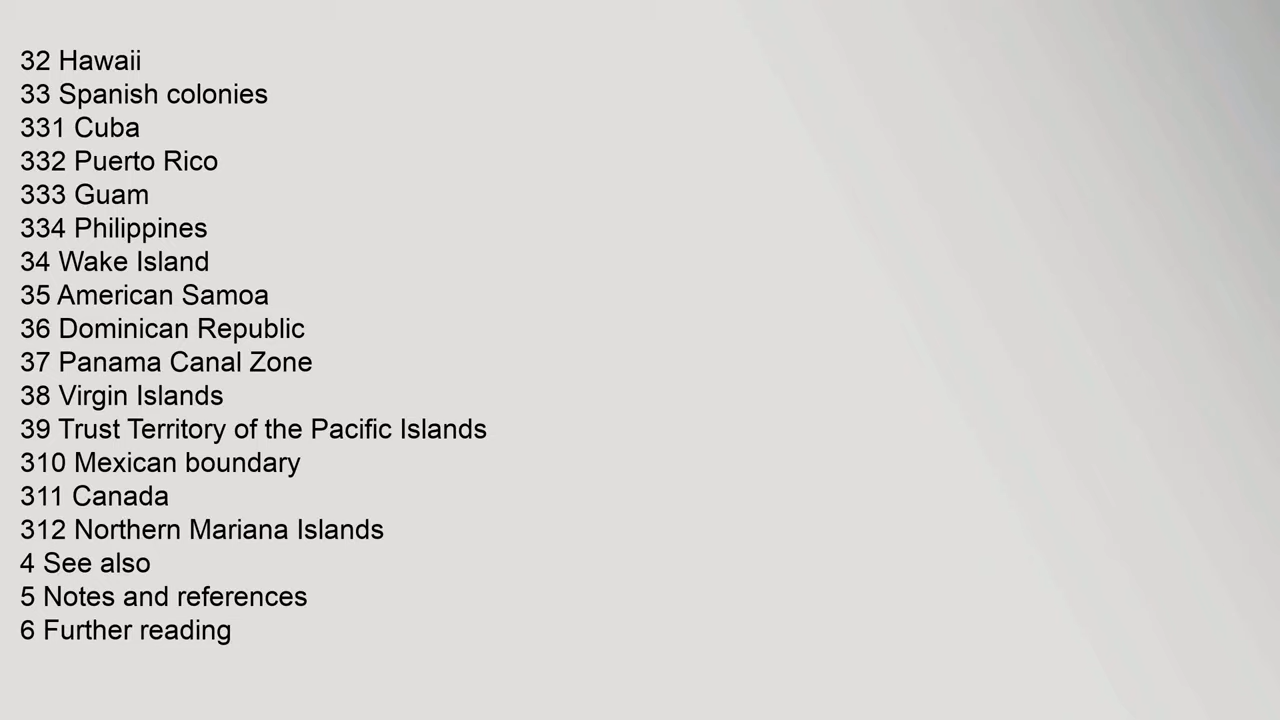 32 Hawaii
33 Spanish colonies
331 Cuba
332 Puerto Rico
333 Guam
334 Philippines
34 Wake Island
35 American Samoa
36 Dominican Republic
37 Panama Canal Zone
38 Virgin Islands
39 Trust Territory of the Pacific Islands
310 Mexican boundary
311 Canada
312 Northern Mariana Islands
4 See also
5 Notes and references
6 Further reading